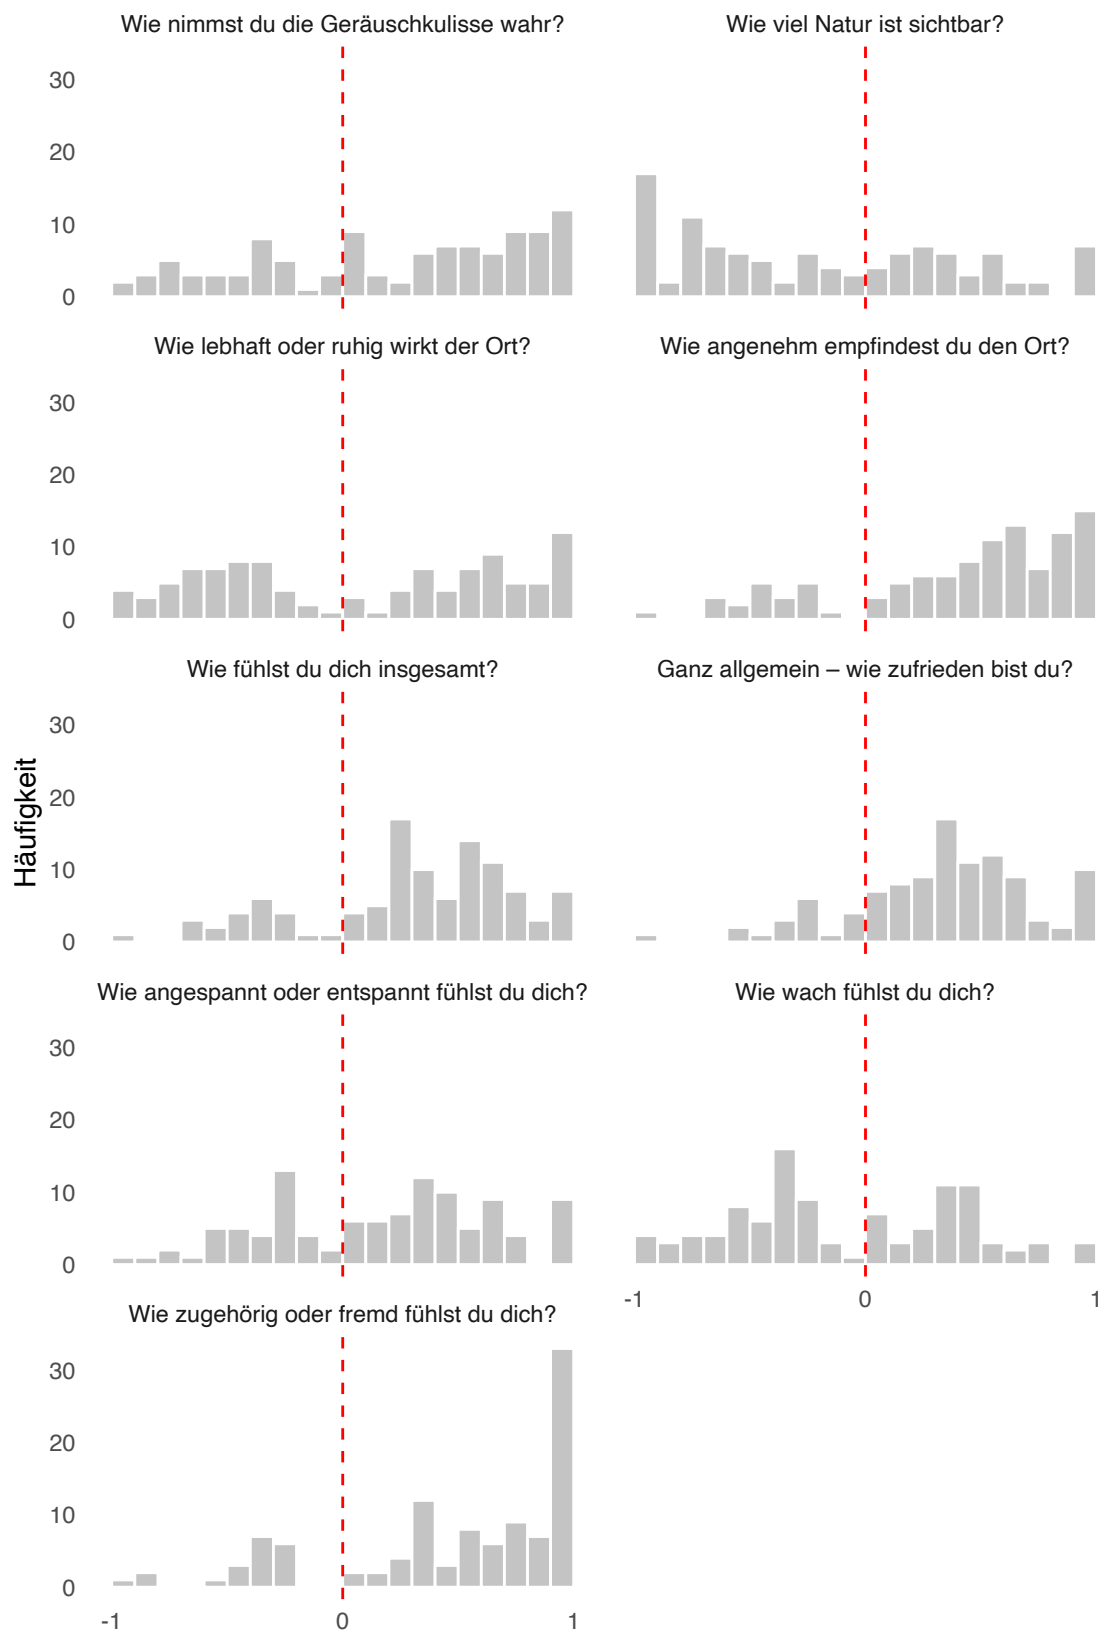 Wie nimmst du die Geräuschkulisse wahr?
Wie viel Natur ist sichtbar?
30
20
10
0
Wie lebhaft oder ruhig wirkt der Ort?
Wie angenehm empfindest du den Ort?
30
20
10
0
Wie fühlst du dich insgesamt?
Ganz allgemein – wie zufrieden bist du?
30
20
10
0
Häufigkeit
Wie angespannt oder entspannt fühlst du dich?
Wie wach fühlst du dich?
30
20
10
0
-1
0
1
Wie zugehörig oder fremd fühlst du dich?
30
20
10
0
-1
0
1